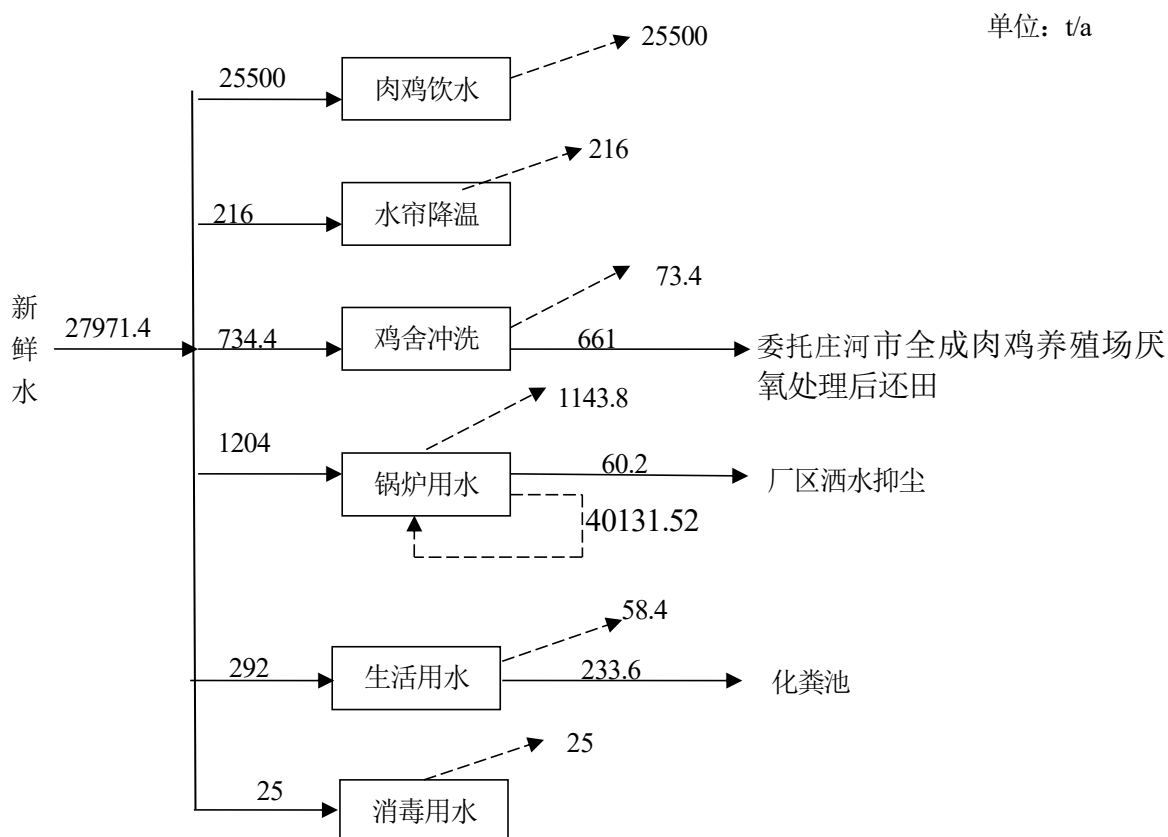 单位：t/a
25500
25500
肉鸡饮水
216
216
水帘降温
新
鲜
水
27971.4
734.4
鸡舍冲洗
73.4
661
委托庄河市全成肉鸡养殖场厌
氧处理后还田
1204
锅炉用水
1143.8
60.2
厂区洒水抑尘
40131.52
292
生活用水
58.4
233.6
化粪池
25
消毒用水
25